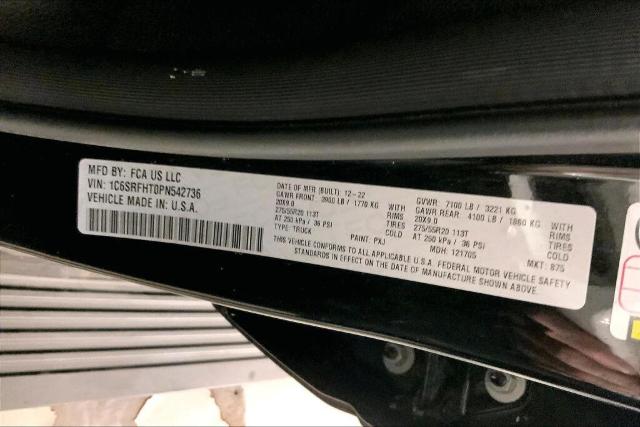 MFD BY: FCA US LLC
VIN: 1C6SRFHT0PN542736
VEHICLE MADE IN: U.S.A.
DATE OF MFR (BUILT): 12-22
GAWR FRONT: 3900 LB / 1770 KG WITH
20X9.0 RIMS
275/55R20 113T TIRES
AT 250 kPa / 36 PSI COLD
TYPE: TRUCK PAINT: PXJ
GVWR: 7100 LB / 3221 KG
GAWR REAR: 4100 LB / 1860 KG WITH
20X9.0 RIMS
275/55R20 113T TIRES
AT 250 kPa / 36 PSI COLD
MDH: 121705 MKT: 875
THIS VEHICLE CONFORMS TO ALL APPLICABLE U.S.A. FEDERAL MOTOR VEHICLE SAFETY
STANDARDS IN EFFECT ON THE DATE OF MANUFACTURE SHOWN ABOVE.